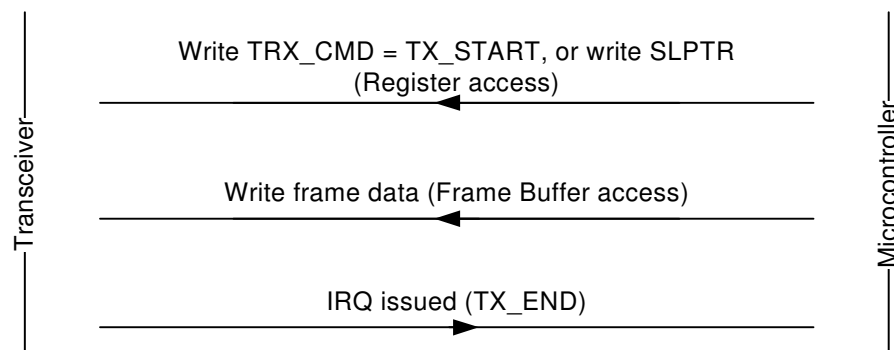 Write TRX_CMD = TX_START, or write SLPTR
(Register access)
Transceiver
Write frame data (Frame Buffer access)
Microcontroller
IRQ issued (TX_END)